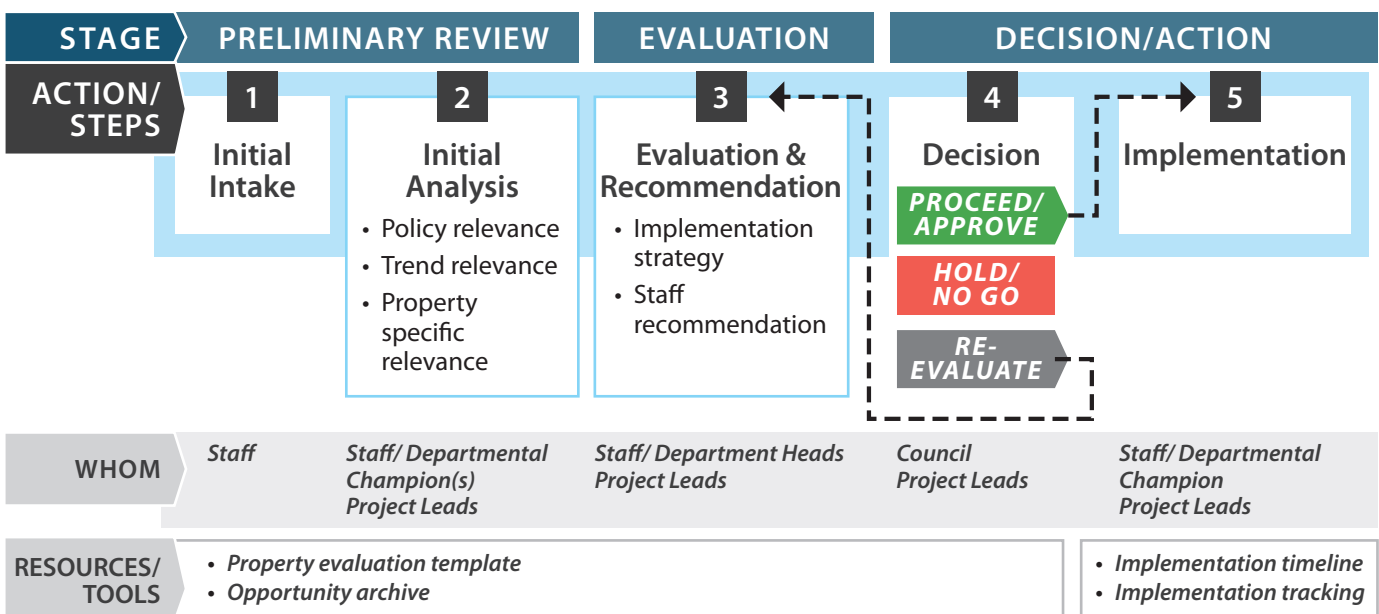 STAGE
PRELIMINARY REVIEW
EVALUATION
DECISION/ACTION
ACTION/
STEPS
1
Initial
Intake
2
Initial
Analysis
• Policy relevance
• Trend relevance
• Property
specific
relevance
3
Evaluation &
Recommendation
• Implementation
strategy
• Staff
recommendation
4
Decision
PROCEED/
APPROVE
HOLD/
NO GO
RE-
EVALUATE
5
Implementation
WHOM
Staff
Staff/ Departmental
Champion(s)
Project Leads
Staff/ Department Heads
Project Leads
Council
Project Leads
Staff/ Departmental
Champion
Project Leads
RESOURCES/
TOOLS
• Property evaluation template
• Opportunity archive
• Implementation timeline
• Implementation tracking